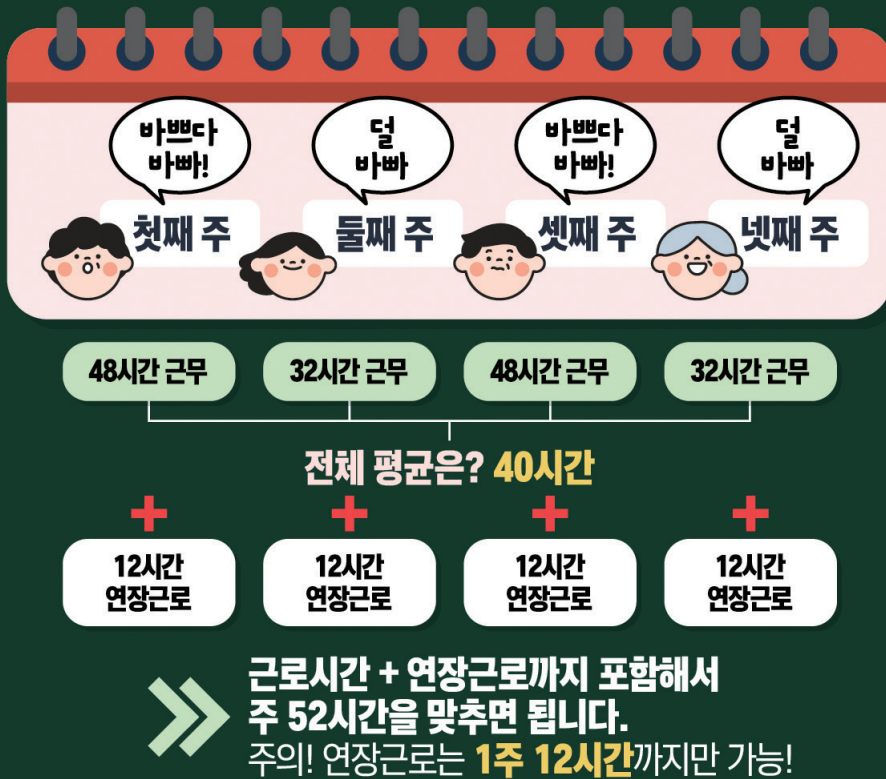 바쁘다
바빠!
덜
바빠
바쁘다
바빠!
덜
바빠
첫째 주
둘째 주
셋째 주
넷째 주
48시간 근무
32시간 근무
48시간 근무
32시간 근무
전체 평균은? 40시간
+
+
+
+
12시간
연장근로
12시간
연장근로
12시간
연장근로
12시간
연장근로
근로시간 + 연장근로까지 포함해서
주 52시간을 맞추면 됩니다.
주의! 연장근로는 1주 12시간까지만 가능!